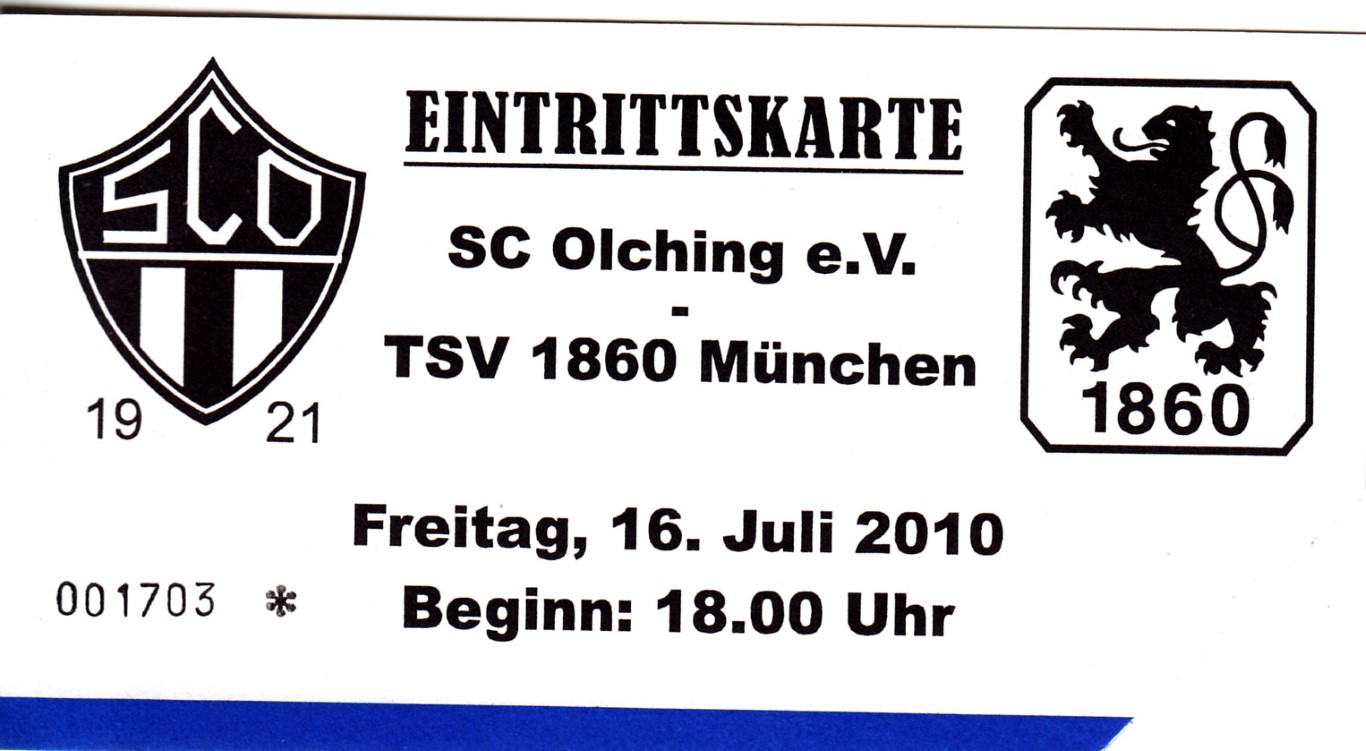 EINTRITTSKARTE
SCO
SC Olching e.V.
-
TSV 1860 München
19 21
1860
Freitag, 16. Juli 2010
001703 *
Beginn: 18.00 Uhr